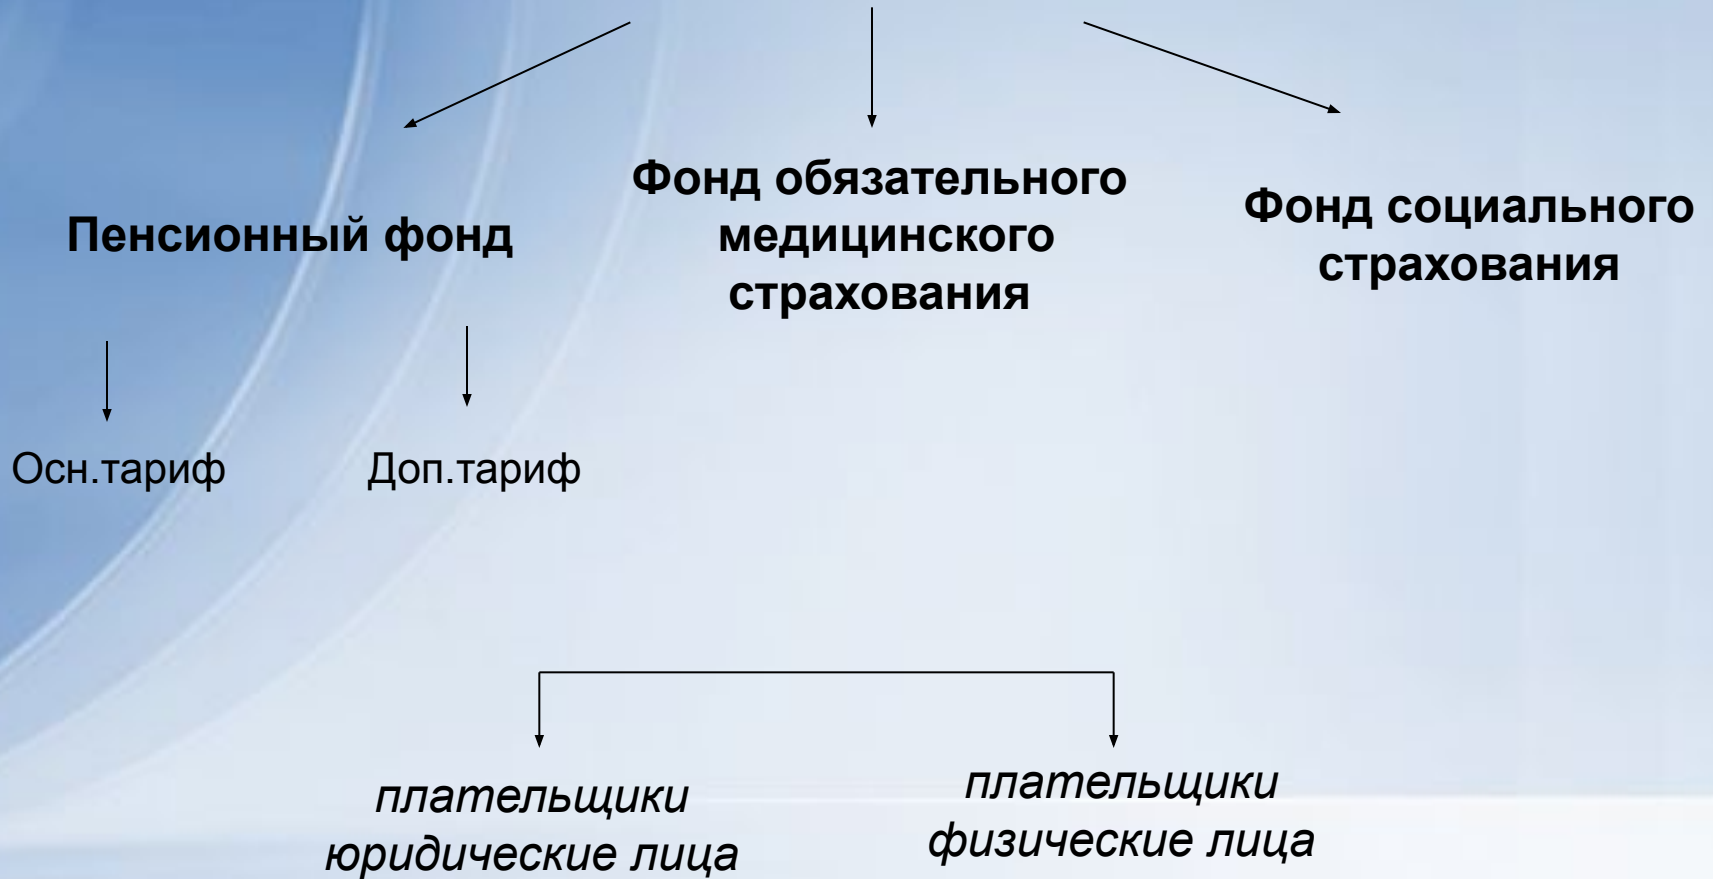 Пенсионный фонд
Фонд обязательного
медицинского
страхования
Фонд социального
страхования
Осн.тариф
Доп.тариф
плательщики
юридические лица
плательщики
физические лица